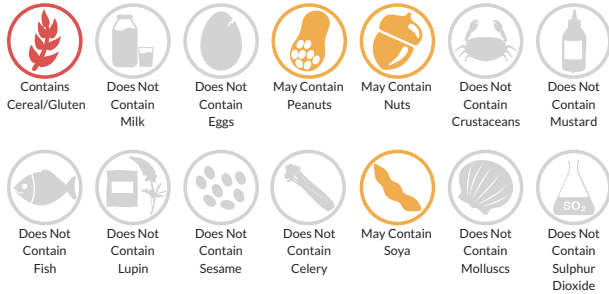 Contains
Cereal/Gluten
Does Not
Contain
Milk
Does Not
Contain
Eggs
May Contain
Peanuts
May Contain
Nuts
Does Not
Contain
Crustaceans
Does Not
Contain
Mustard
Does Not
Contain
Fish
Does Not
Contain
Lupin
Does Not
Contain
Sesame
Does Not
Contain
Celery
May Contain
Soya
Does Not
Contain
Molluscs
SO₂
Does Not
Contain
Sulphur
Dioxide